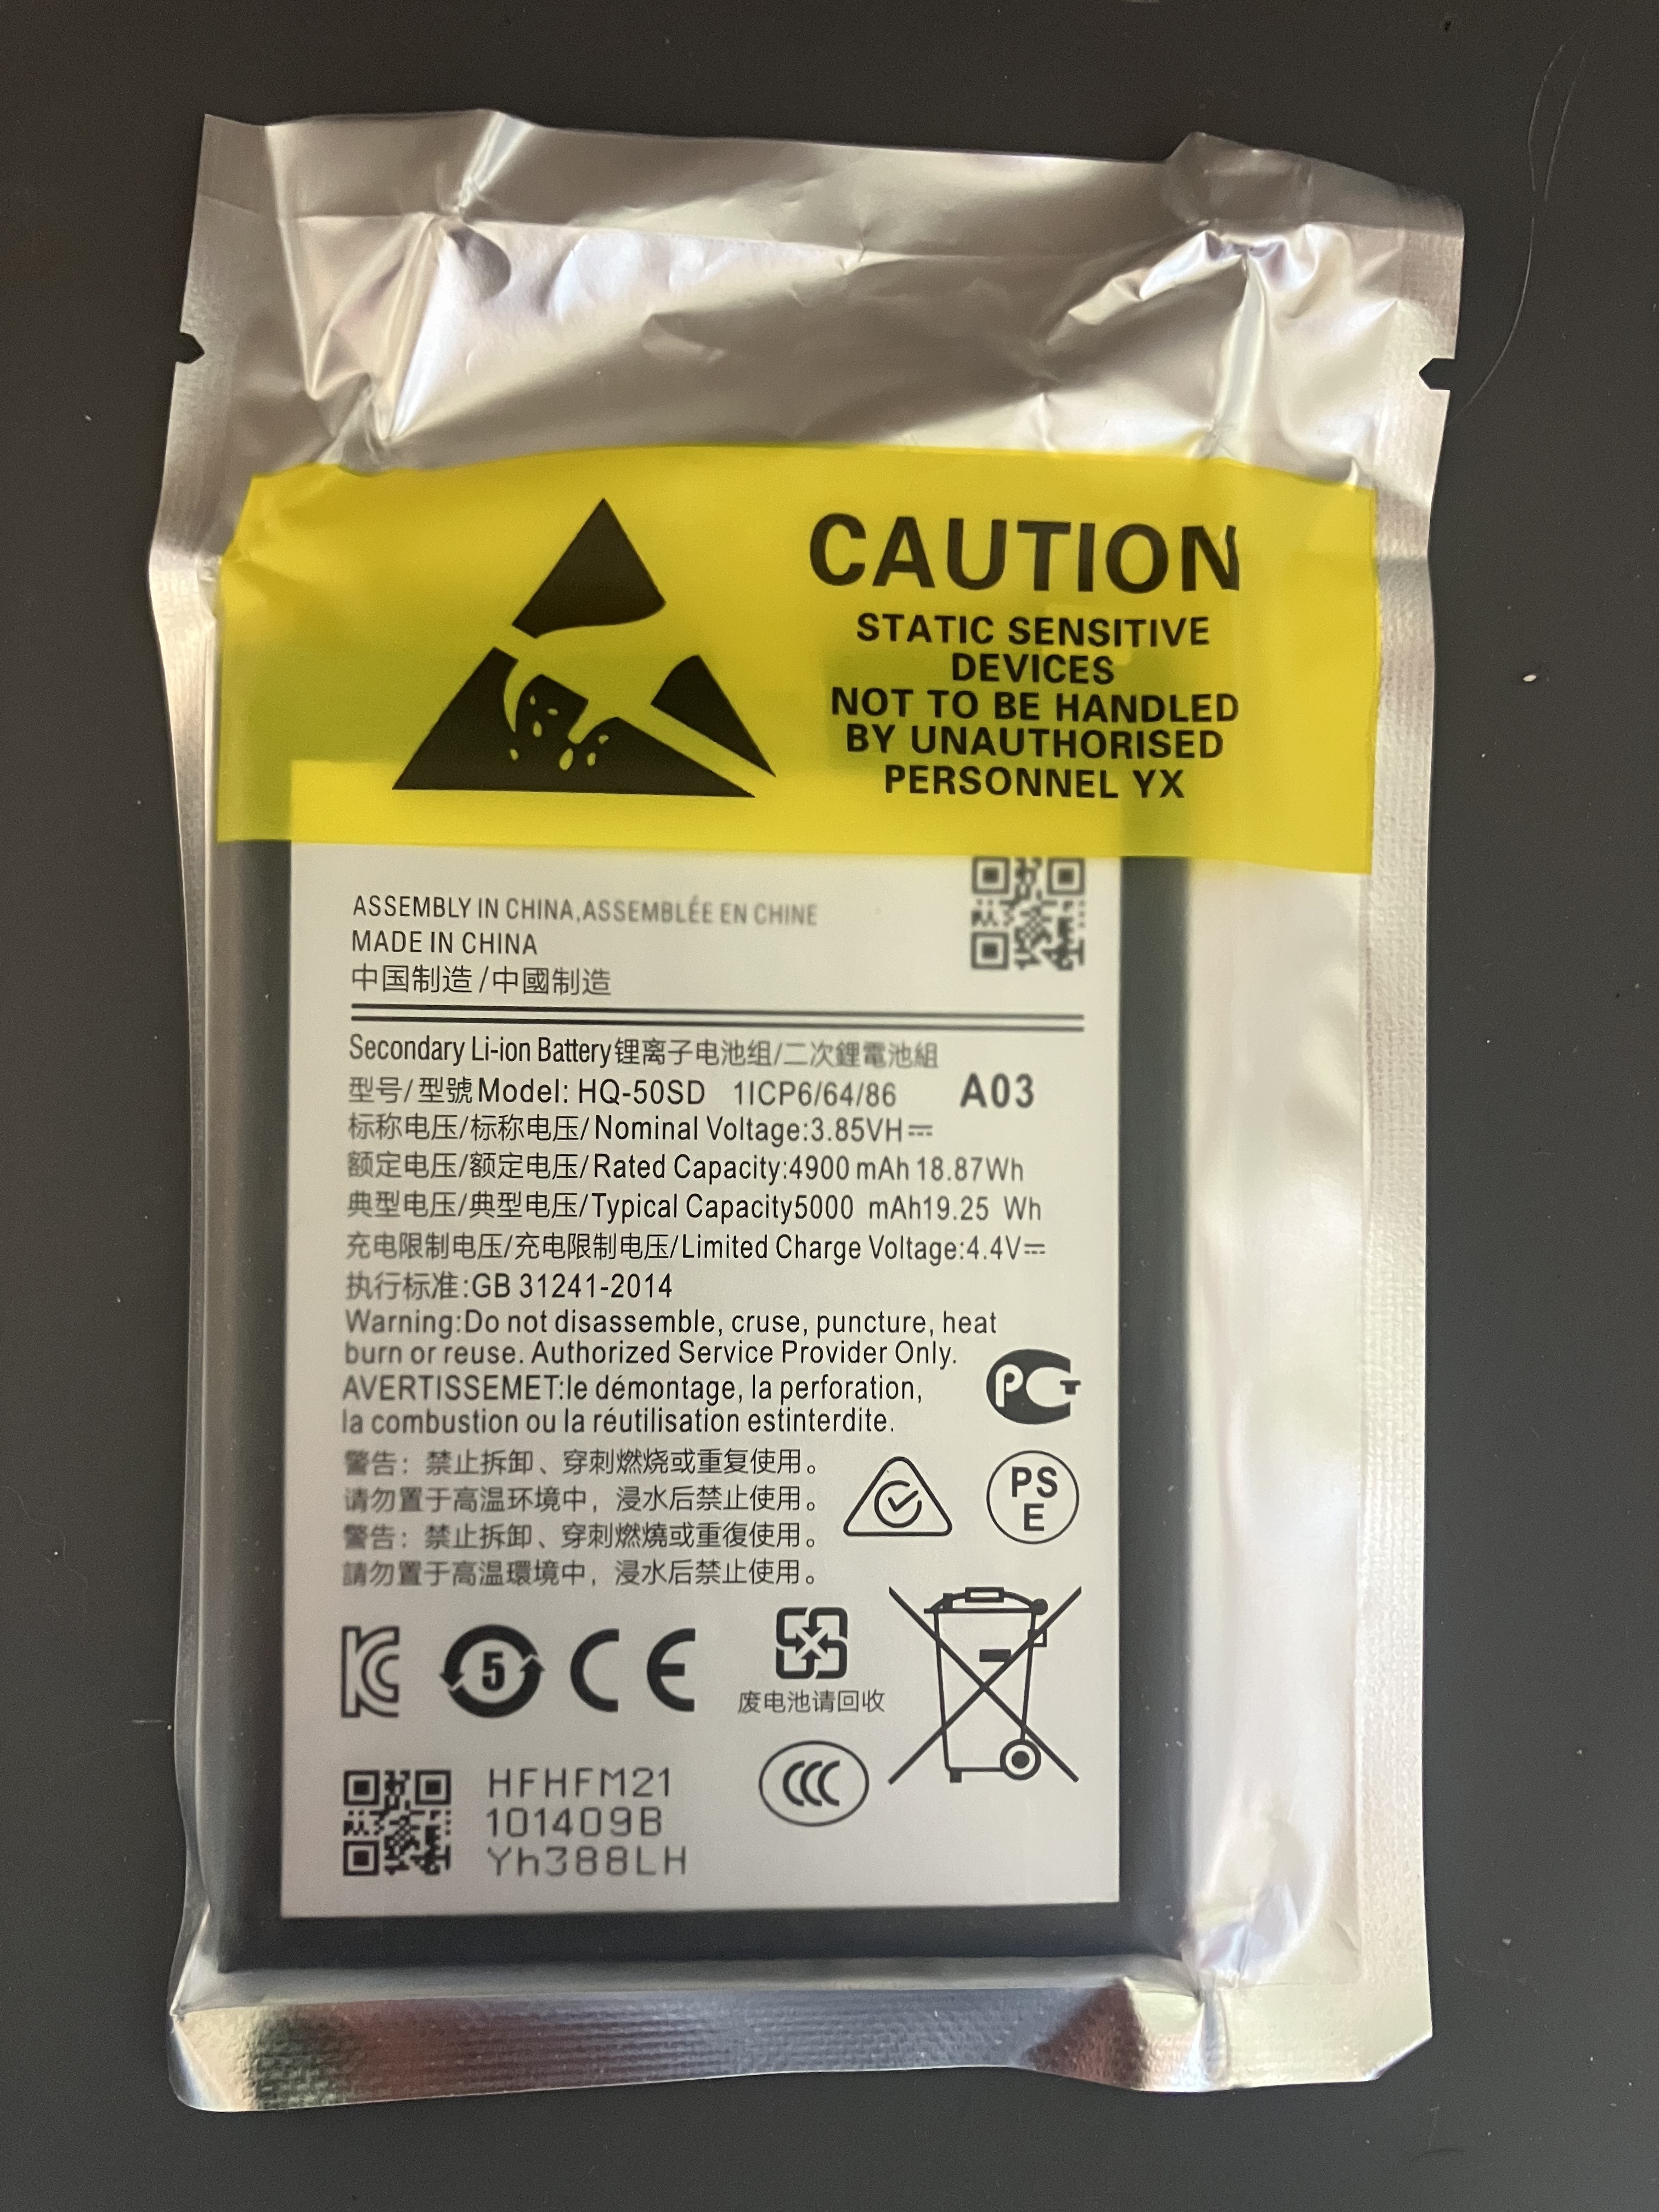 CAUTION
STATIC SENSITIVE
DEVICES
NOT TO BE HANDLED
BY UNAUTHORISED
PERSONNEL YX
ASSEMBLY IN CHINA,ASSEMBLÉE EN CHINE
MADE IN CHINA
中国制造/中國制造
Secondary Li-ion Battery锂离子电池组/二次鋰電池組
型号/型號Model: HQ-50SD 1ICP6/64/86 A03
标称电压/标称电压/Nominal Voltage:3.85VH⎓
额定电压/额定电压/Rated Capacity:4900 mAh 18.87Wh
典型电压/典型电压/Typical Capacity5000 mAh19.25 Wh
充电限制电压/充电限制电压/Limited Charge Voltage:4.4V⎓
执行标准:GB 31241-2014
Warning:Do not disassemble, cruse, puncture, heat
burn or reuse. Authorized Service Provider Only.
AVERTISSEMET:le démontage, la perforation,
la combustion ou la réutilisation estinterdite.
警告：禁止拆卸、穿刺燃烧或重复使用。
请勿置于高温环境中，浸水后禁止使用。
警告：禁止拆卸、穿刺燃燒或重復使用。
請勿置于高温環境中，浸水后禁止使用。
PCT
PS
E
KC
5
CE
废电池请回收
CCC
HFHFM21
101409B
Yh388LH